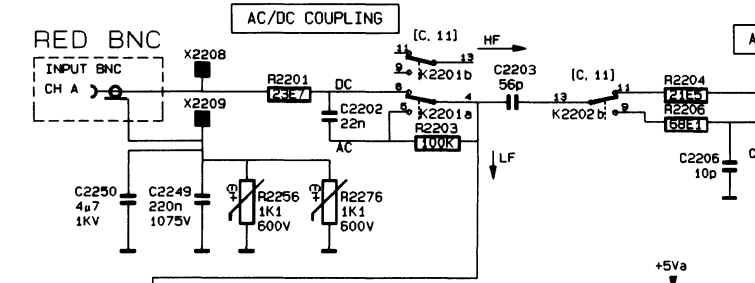 AC/DC COUPLING
A
RED BNC
[C, 11]
HF
INPUT BNC
CH A
X2208
11
13
9
K2201b
R2201
23E7
DC
8
C2203
56p
[C, 11]
R2204
21E5
X2209
C2202
22n
6
4
K2201a
13
11
9
K2202b
R2206
68E1
R2203
100K
AC
LF
C2206
10p
C
C2250
4µ7
1KV
C2249
220n
1075V
R2256
1K1
600V
R2276
1K1
600V
+5Va